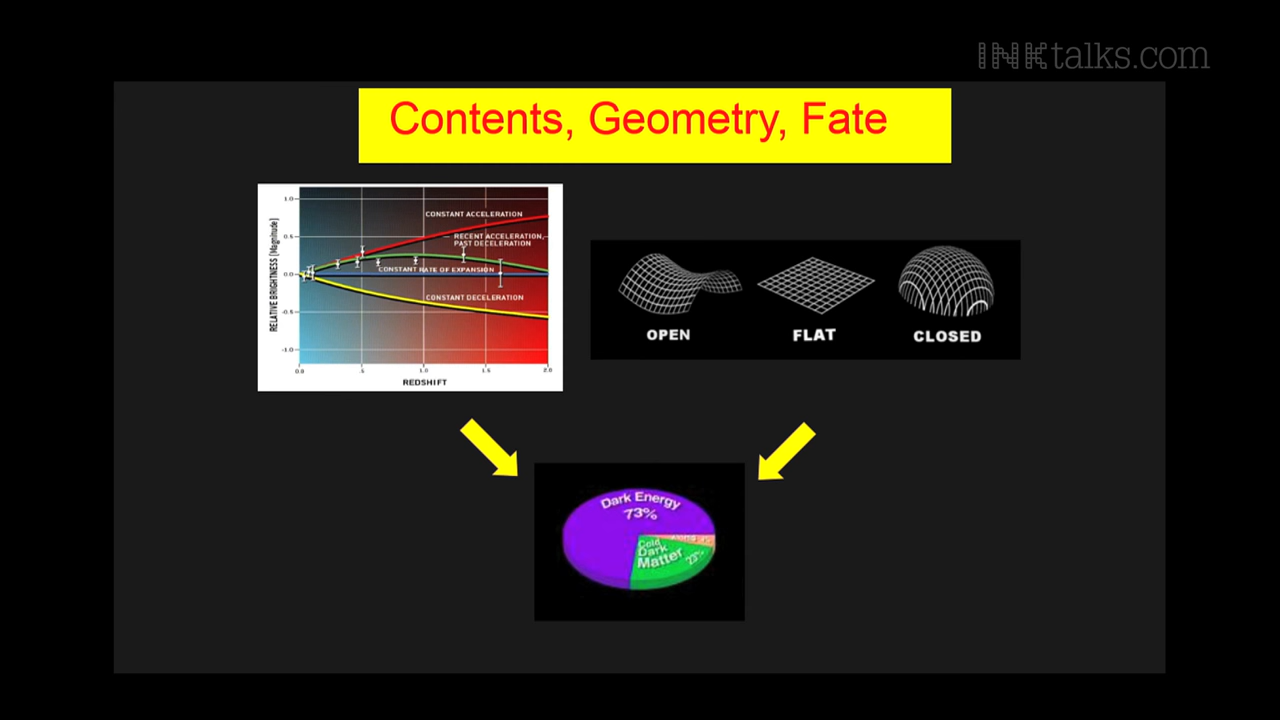 INKtalks.com
Contents, Geometry, Fate
1.0
0.5
0.0
-0.5
-1.0
RELATIVE BRIGHTNESS [Magnitude]
CONSTANT ACCELERATION
RECENT ACCELERATION,
PAST DECELERATION
CONSTANT RATE OF EXPANSION
CONSTANT DECELERATION
0.0 .5 1.0 1.5 2.0
REDSHIFT
OPEN FLAT CLOSED
Dark Energy
73%
Cold
Dark
Matter
23%